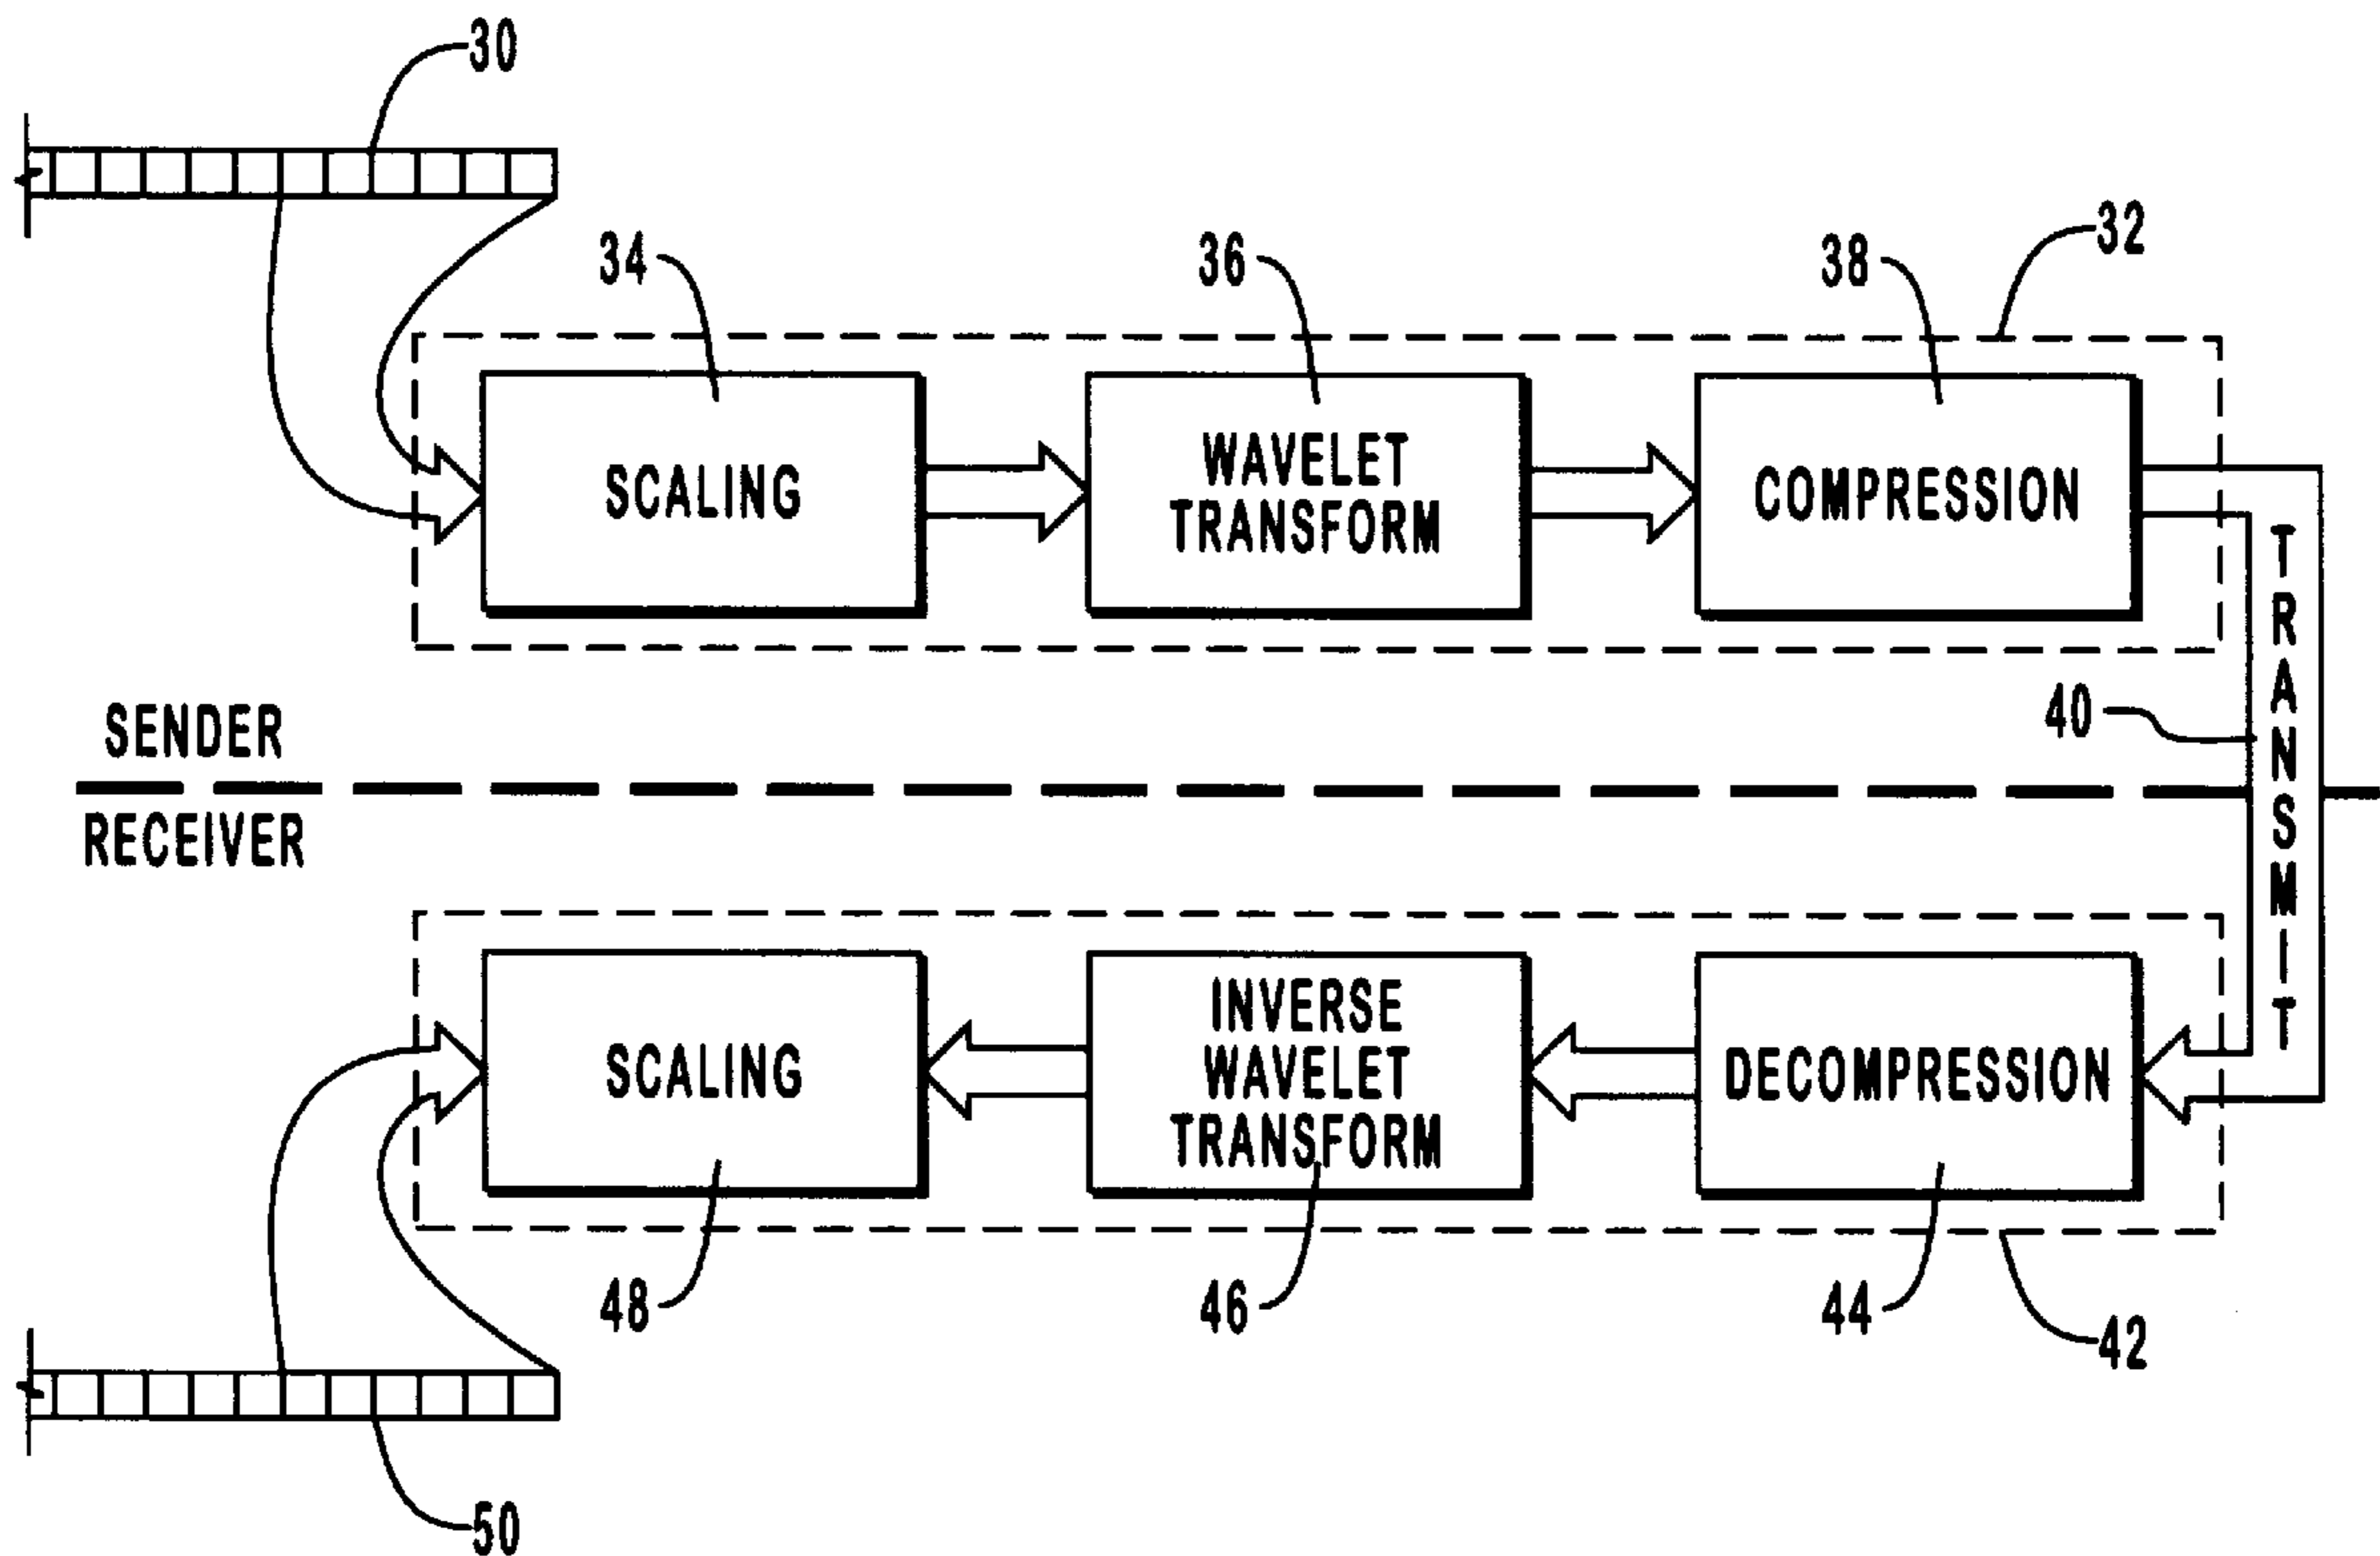 30
32
34
36
38
SCALING
WAVELET
TRANSFORM
COMPRESSION
TRANSMIT
40
SENDER
RECEIVER
SCALING
INVERSE
WAVELET
TRANSFORM
DECOMPRESSION
48
46
44
42
50